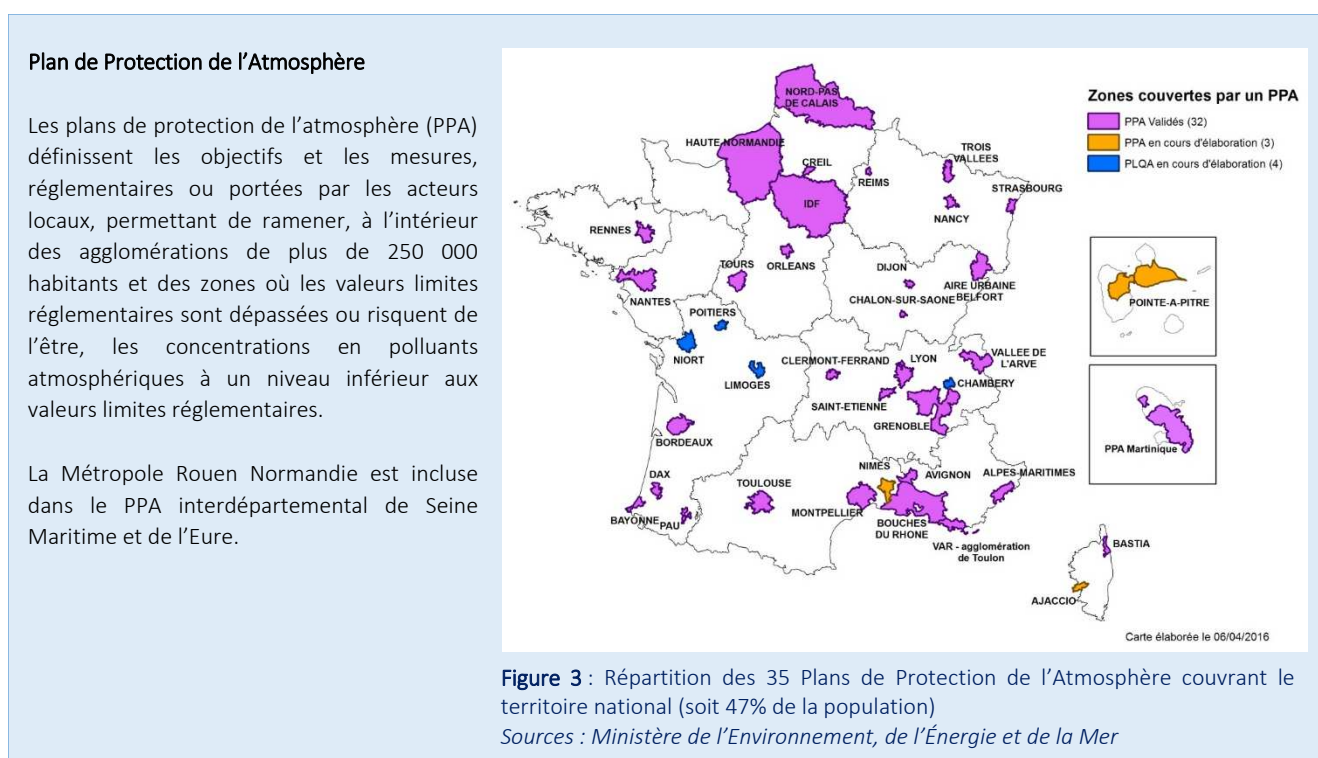 Plan de Protection de l’Atmosphère
Les plans de protection de l’atmosphère (PPA)
définissent les objectifs et les mesures,
réglementaires ou portées par les acteurs
locaux, permettant de ramener, à l’intérieur
des agglomérations de plus de 250 000
habitants et des zones où les valeurs limites
réglementaires sont dépassées ou risquent de
l’être, les concentrations en polluants
atmosphériques à un niveau inférieur aux
valeurs limites réglementaires.
La Métropole Rouen Normandie est incluse
dans le PPA interdépartemental de Seine
Maritime et de l’Eure.
NORD-PAS
DE CALAIS
HAUTE-NORMANDIE
CREIL
REIMS
TROIS
VALLEES
STRASBOURG
IDF
NANCY
RENNES
ORLEANS
TOURS
DIJON
AIRE URBAINE
BELFORT
NANTES
CHALON-SUR-SAONE
POITIERS
NIORT
LIMOGES
CLERMONT-FERRAND
LYON
VALLEE DE
L'ARVE
CHAMBERY
SAINT-ETIENNE
GRENOBLE
BORDEAUX
DAX
TOULOUSE
NIMES
AVIGNON
ALPES-MARITIMES
BAYONNE
PAU
MONTPELLIER
BOUCHES
DU RHONE
VAR - agglomération
de Toulon
BASTIA
AJACCIO
Zones couvertes par un PPA
PPA Validés (32)
PPA en cours d'élaboration (3)
PLQA en cours d'élaboration (4)
POINTE-A-PITRE
PPA Martinique
Carte élaborée le 06/04/2016
Figure 3 : Répartition des 35 Plans de Protection de l’Atmosphère couvrant le
territoire national (soit 47% de la population)
Sources : Ministère de l’Environnement, de l’Énergie et de la Mer